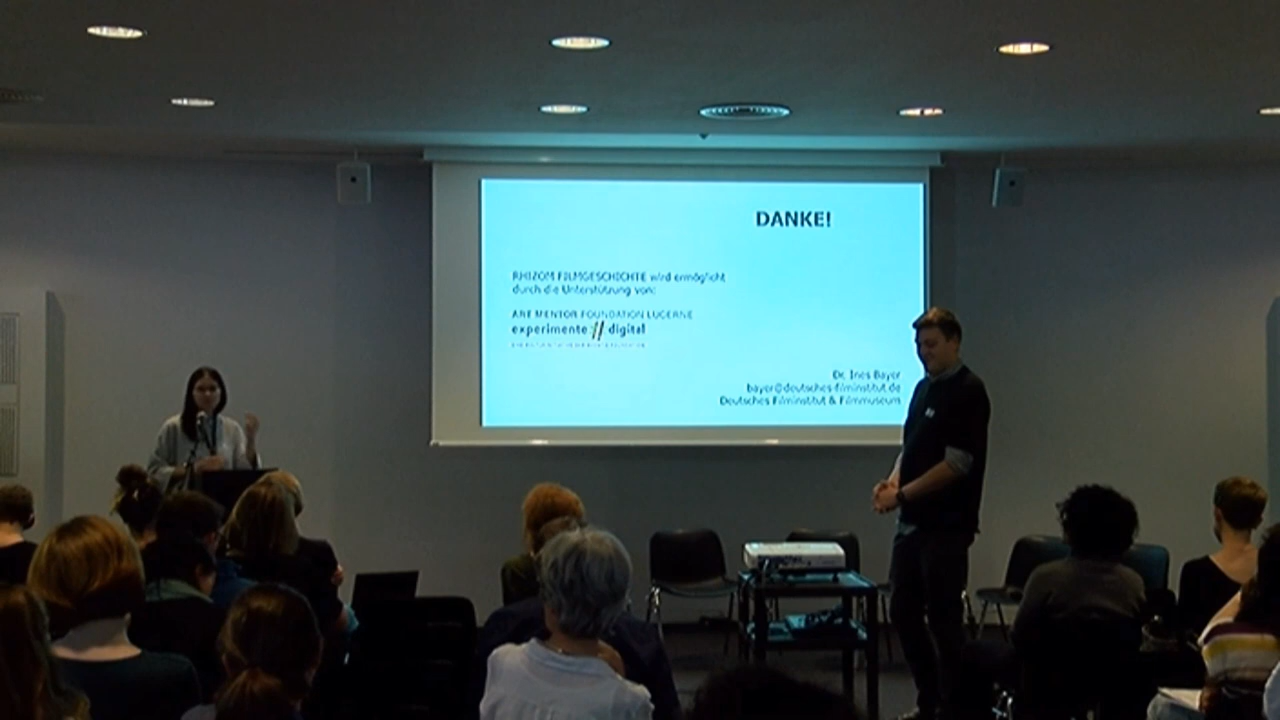 DANKE!
RHIZOM FILMGESCHICHTE wird ermöglicht
durch die Unterstützung von:
ART MENTOR FOUNDATION LUCERNE
experimente // digital
Dr. Ines Bayer
bayer@deutsches-filminstitut.de
Deutsches Filminstitut & Filmmuseum